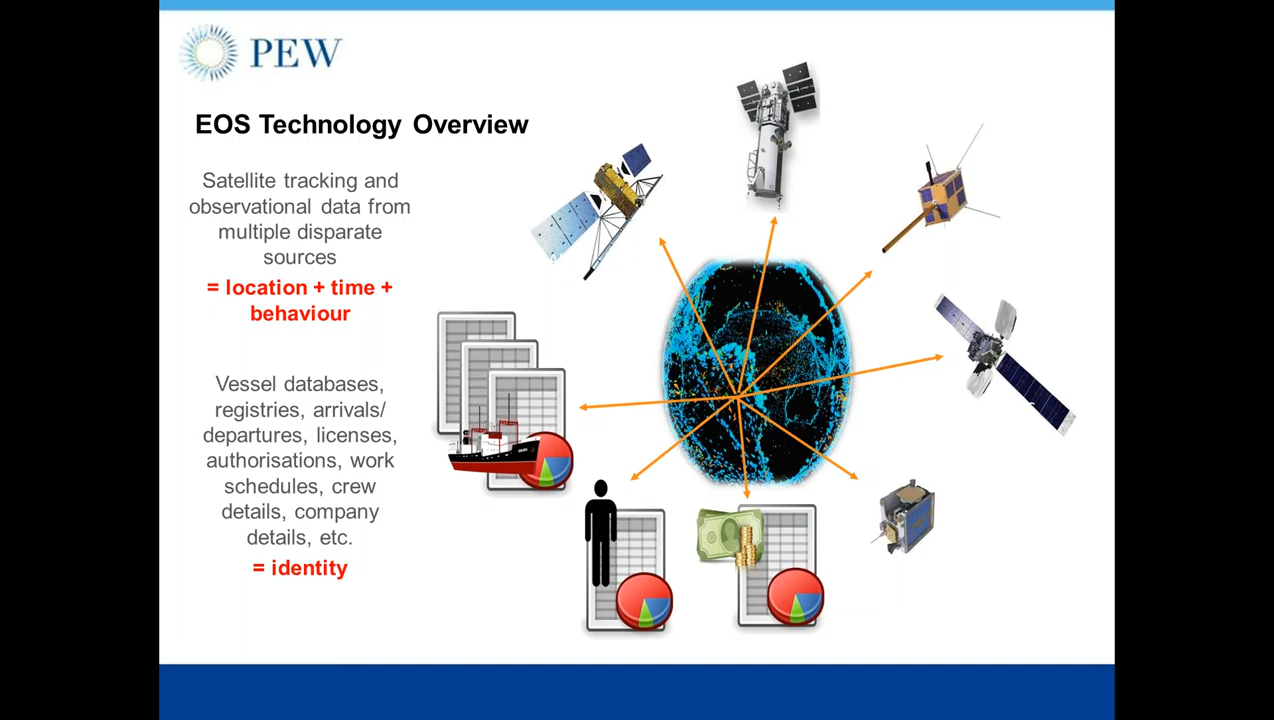 PEW
EOS Technology Overview
Satellite tracking and
observational data from
multiple disparate
sources
= location + time +
behaviour
Vessel databases,
registries, arrivals/
departures, licenses,
authorisations, work
schedules, crew
details, company
details, etc.
= identity